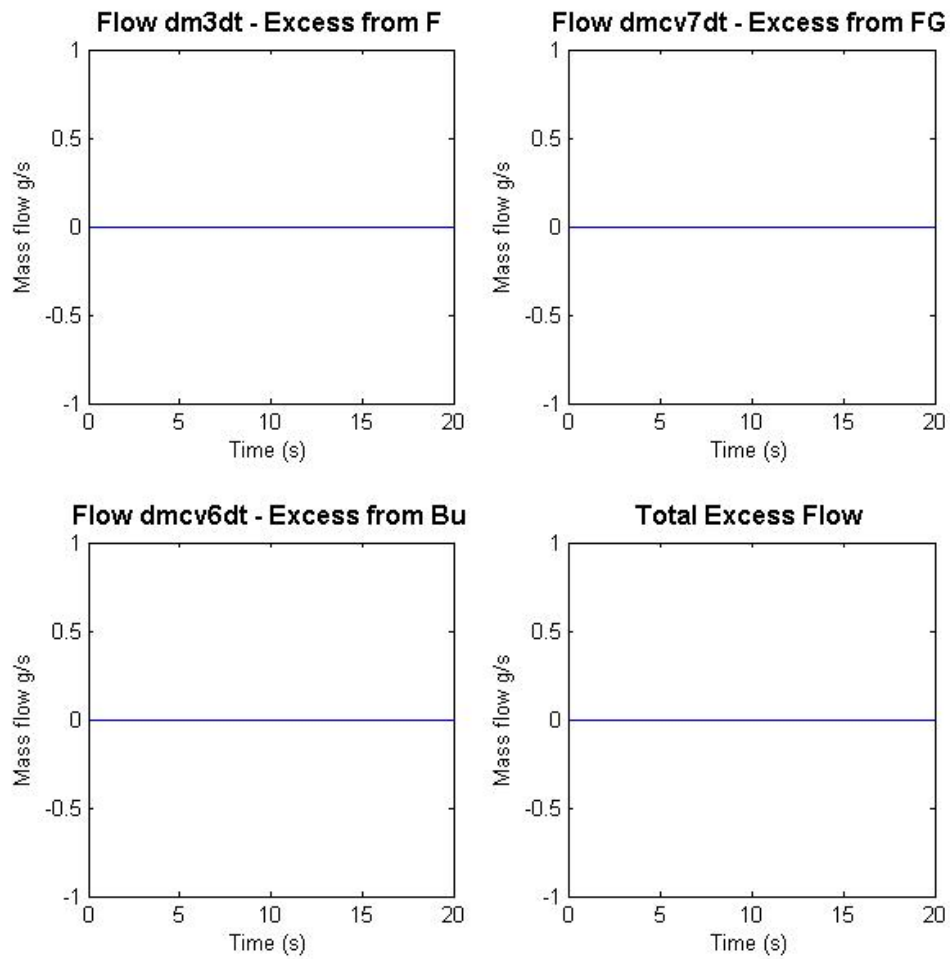 Flow dm3dt - Excess from F
1
0.5
0
-0.5
-1
Mass flow g/s
0 5 10 15 20
Time (s)
Flow dmcv7dt - Excess from FG
1
0.5
0
-0.5
-1
Mass flow g/s
0 5 10 15 20
Time (s)
Flow dmcv6dt - Excess from Bu
1
0.5
0
-0.5
-1
Mass flow g/s
0 5 10 15 20
Time (s)
Total Excess Flow
1
0.5
0
-0.5
-1
Mass flow g/s
0 5 10 15 20
Time (s)